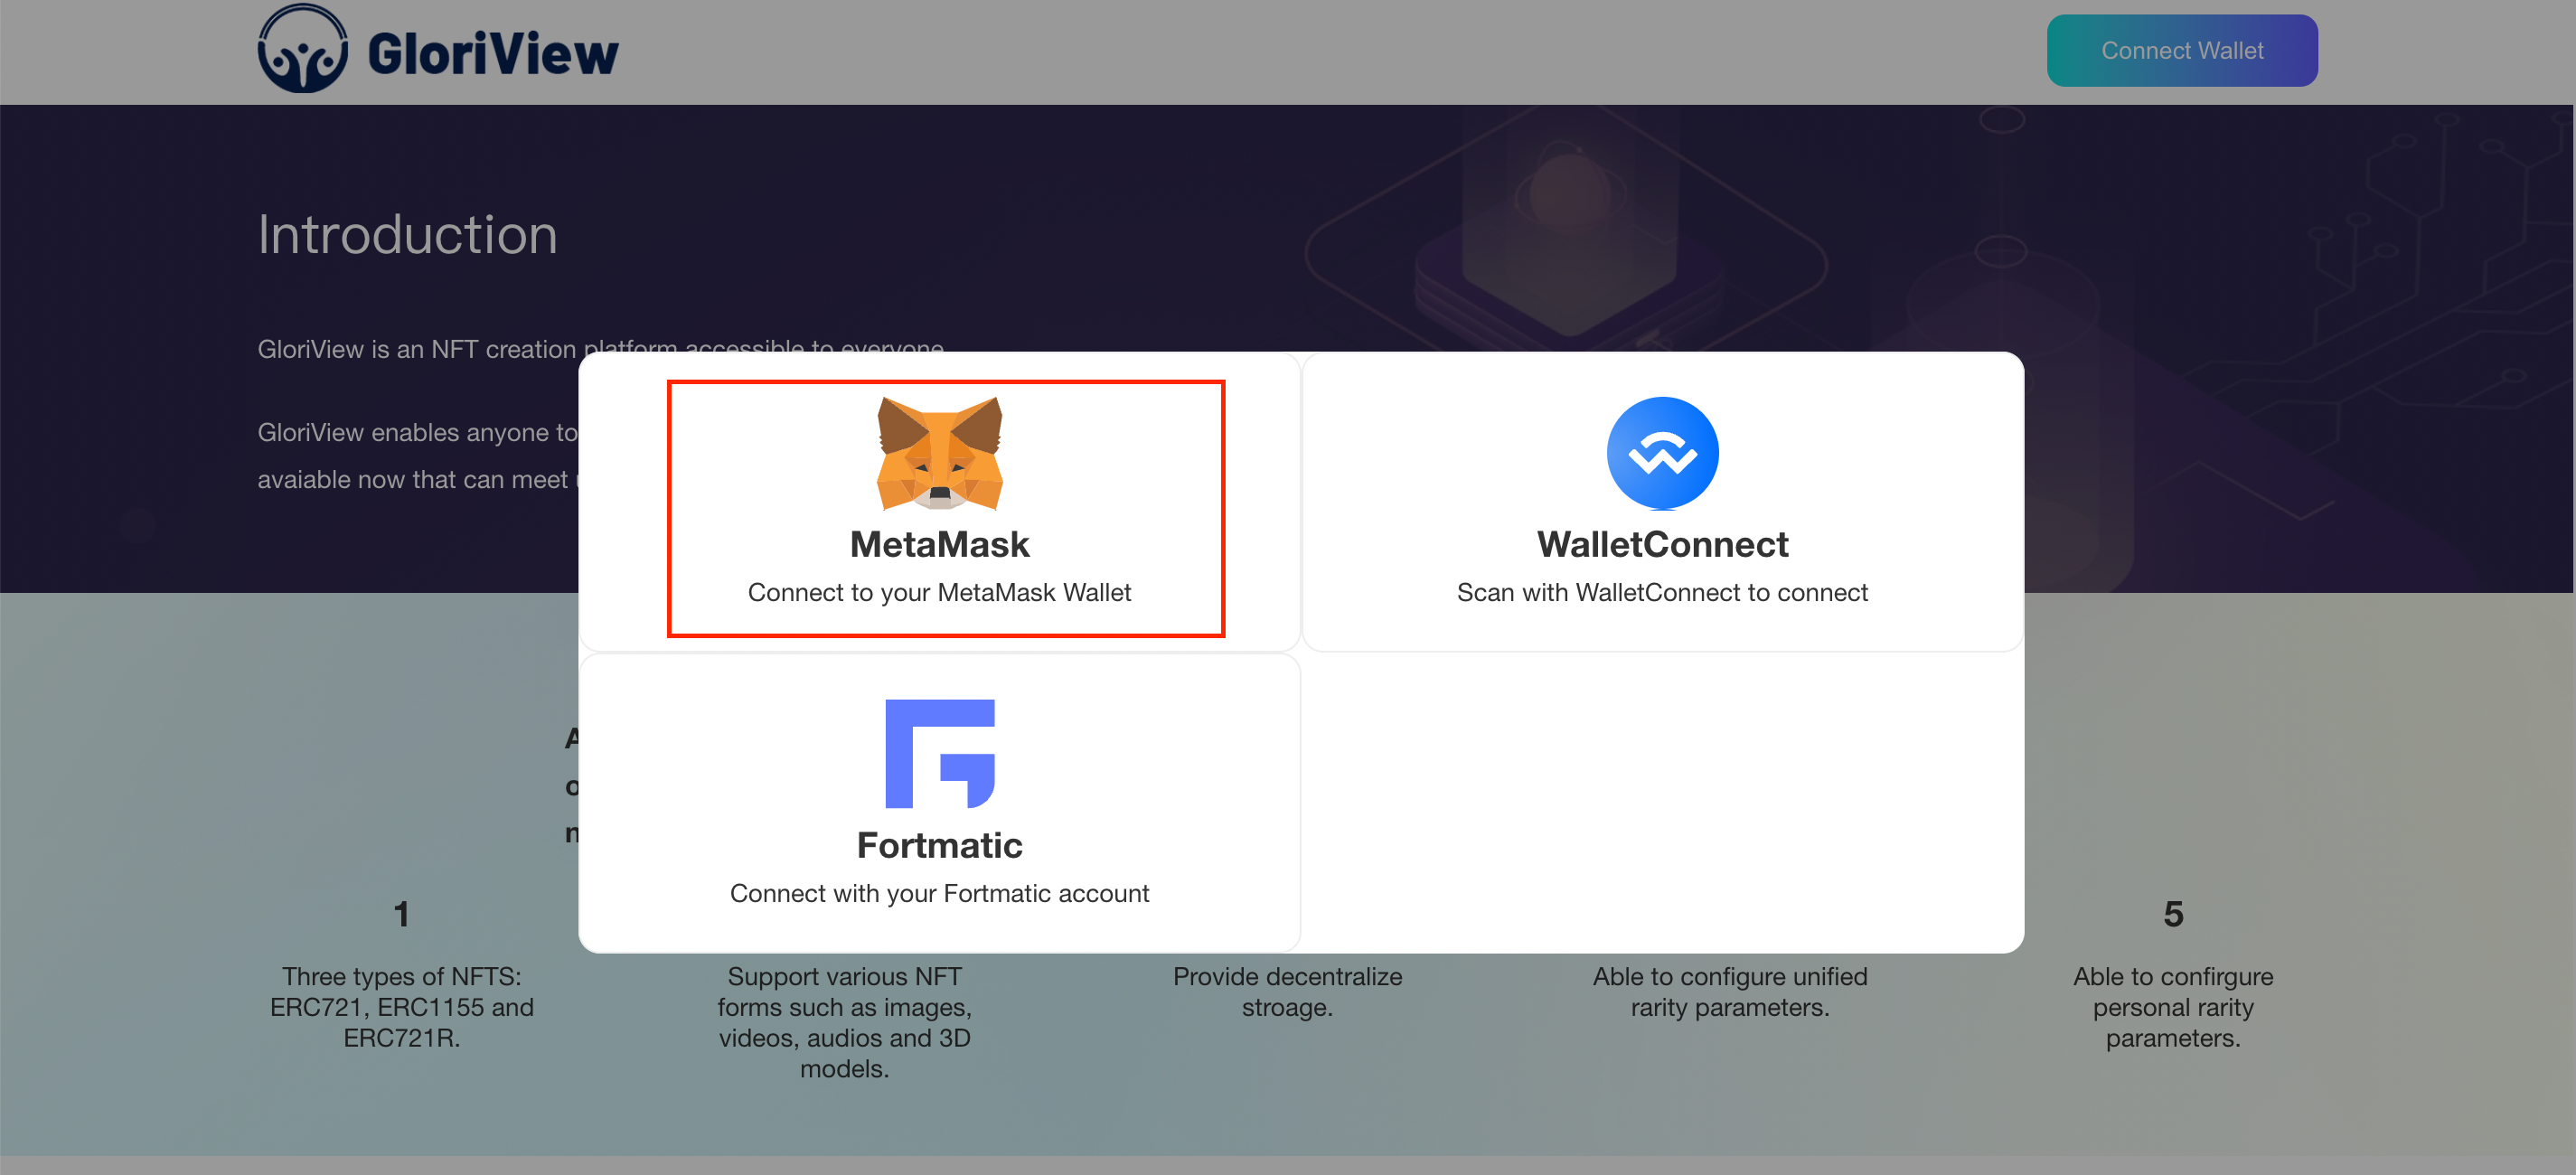 GloriView
Connect Wallet
Introduction
GloriView is an NFT creation platform accessible to everyone
GloriView enables anyone to
avaiable now that can meet
MetaMask
Connect to your MetaMask Wallet
WalletConnect
Scan with WalletConnect to connect
Fortmatic
Connect with your Fortmatic account
1
Three types of NFTS:
ERC721, ERC1155 and
ERC721R.
Support various NFT
forms such as images,
videos, audios and 3D
models.
Provide decentralize
stroage.
Able to configure unified
rarity parameters.
5
Able to confirgure
personal rarity
parameters.